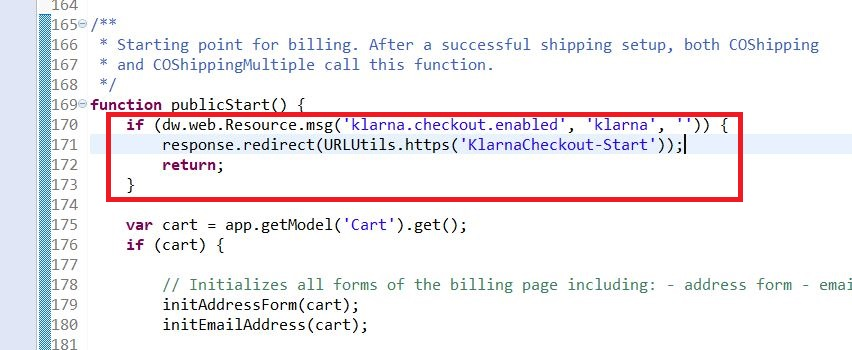 164
165 /**
166  * Starting point for billing. After a successful shipping setup, both COShipping
167  * and COShippingMultiple call this function.
168  */
169 function publicStart() {
170     if (dw.web.Resource.msg('klarna.checkout.enabled', 'klarna', '')) {
171         response.redirect(URLUtils.https('KlarnaCheckout-Start'));
172         return;
173     }
174
175     var cart = app.getModel('Cart').get();
176     if (cart) {
177
178         // Initializes all forms of the billing page including: - address form - emai
179         initAddressForm(cart);
180         initEmailAddress(cart);
181